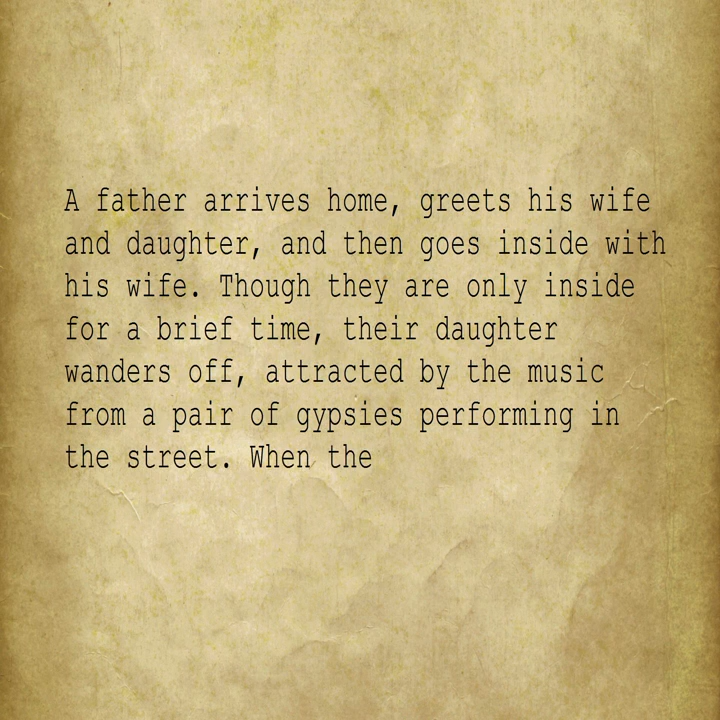 A father arrives home, greets his wife
and daughter, and then goes inside with
his wife. Though they are only inside
for a brief time, their daughter
wanders off, attracted by the music
from a pair of gypsies performing in
the street. When the